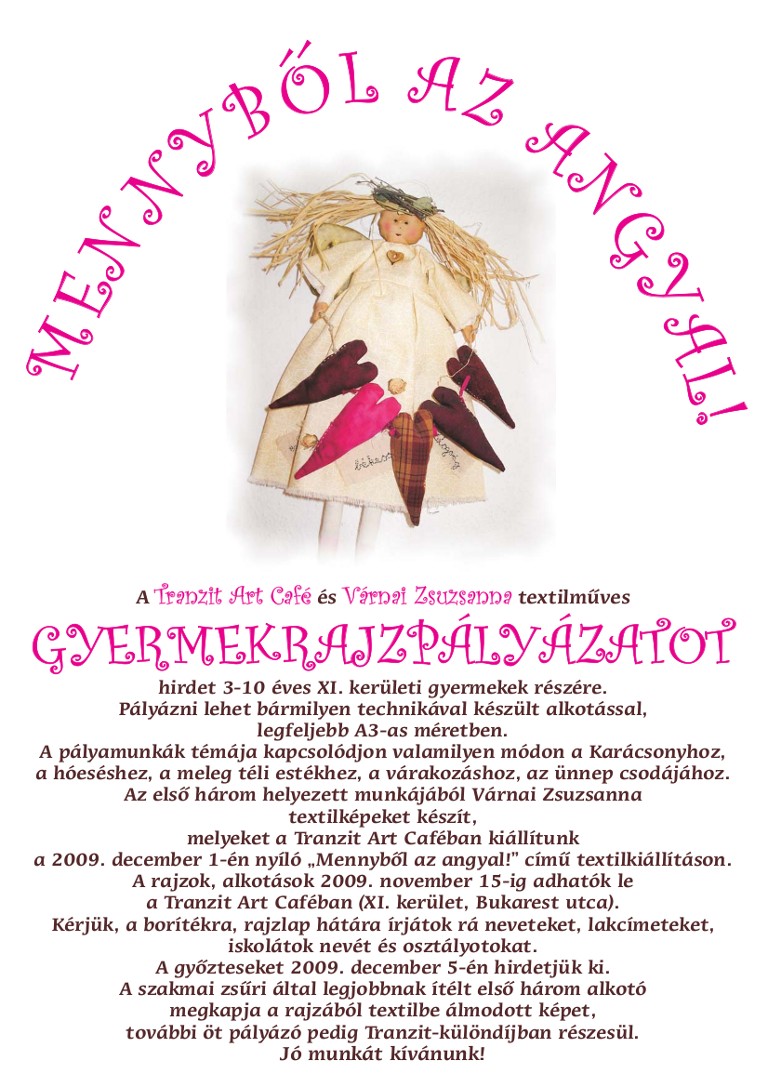 MENNYBŐL AZ ANGYAL!
békess
boldogság
A Tranzit Art Café és Várnai Zsuzsanna textilműves
GYERMEKRAJZPÁLYÁZATOT
hirdet 3-10 éves XI. kerületi gyermekek részére.
Pályázni lehet bármilyen technikával készült alkotással,
legfeljebb A3-as méretben.
A pályamunkák témája kapcsolódjon valamilyen módon a Karácsonyhoz,
a hóeséshez, a meleg téli estékhez, a várakozáshoz, az ünnep csodájához.
Az első három helyezett munkájából Várnai Zsuzsanna
textilképeket készít,
melyeket a Tranzit Art Caféban kiállítunk
a 2009. december 1-én nyíló „Mennyből az angyal!” című textilkiállításon.
A rajzok, alkotások 2009. november 15-ig adhatók le
a Tranzit Art Caféban (XI. kerület, Bukarest utca).
Kérjük, a borítékra, rajzlap hátára írjátok rá neveteket, lakcímeteket,
iskolátok nevét és osztályotokat.
A győzteseket 2009. december 5-én hirdetjük ki.
A szakmai zsűri által legjobbnak ítélt első három alkotó
megkapja a rajzából textilbe álmodott képet,
további öt pályázó pedig Tranzit-különdíjban részesül.
Jó munkát kívánunk!